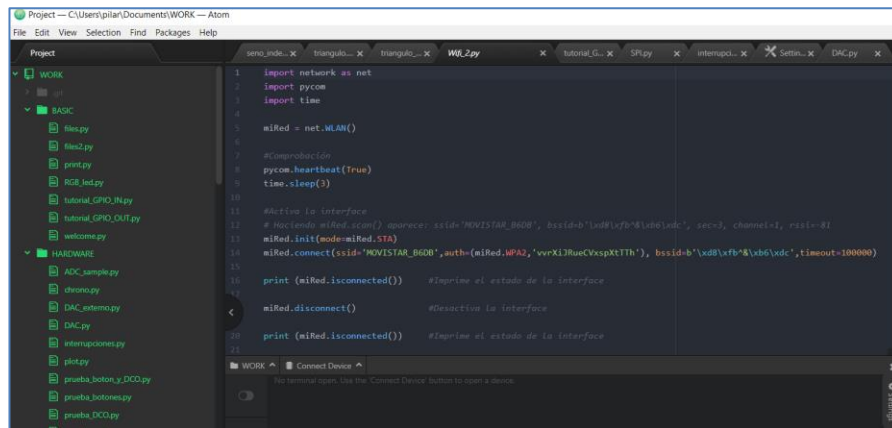 Project — C:\Users\pilar\Documents\WORK — Atom
File Edit View Selection Find Packages Help
Project
seno_inde... x triangulo.... x triangulo_... x Wifi_2.py x tutorial_G... x SPI.py x interrupci... x Settin... x DAC.py x
WORK
.git
BASIC
files.py
files2.py
print.py
RGB_led.py
tutorial_GPIO_IN.py
tutorial_GPIO_OUT.py
welcome.py
HARDWARE
ADC_sample.py
chrono.py
DAC_externo.py
DAC.py
interrupciones.py
plot.py
prueba_boton_y_DCO.py
prueba_botones.py
prueba_DCO.py
1 import network as net
2 import pycom
3 import time
4
5 miRed = net.WLAN()
6
7 #Comprobación
8 pycom.heartbeat(True)
9 time.sleep(3)
10
11 #Activa la interface
12 # Haciendo miRed.scan() aparece: ssid='MOVISTAR_B6DB', bssid=b'\xd8\xfb^&\xb6\xdc', sec=3, channel=1, rssi=-81
13 miRed.init(mode=miRed.STA)
14 miRed.connect(ssid='MOVISTAR_B6DB',auth=(miRed.WPA2,'vvrXiJRueCVxspXtTTh'), bssid=b'\xd8\xfb^&\xb6\xdc',timeout=100000)
15
16 print (miRed.isconnected()) #Imprime el estado de la interface
17
18 miRed.disconnect() #Desactiva la interface
20 print (miRed.isconnected()) #Imprime el estado de la interface
21
WORK Connect Device
No terminal open. Use the 'Connect Device' button to open a device.
Settings